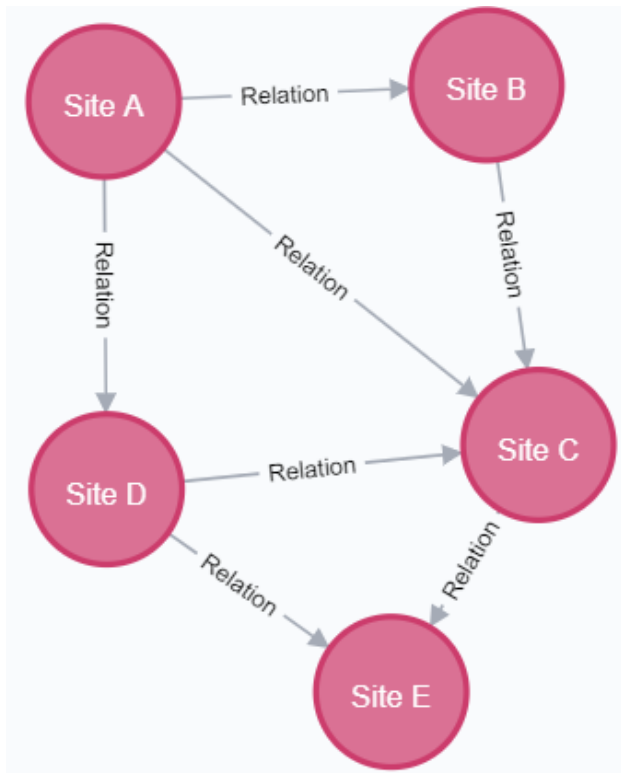 Site A
Relation
Site B
Relation
Relation
Relation
Site C
Relation
Site D
Relation
Relation
Site E